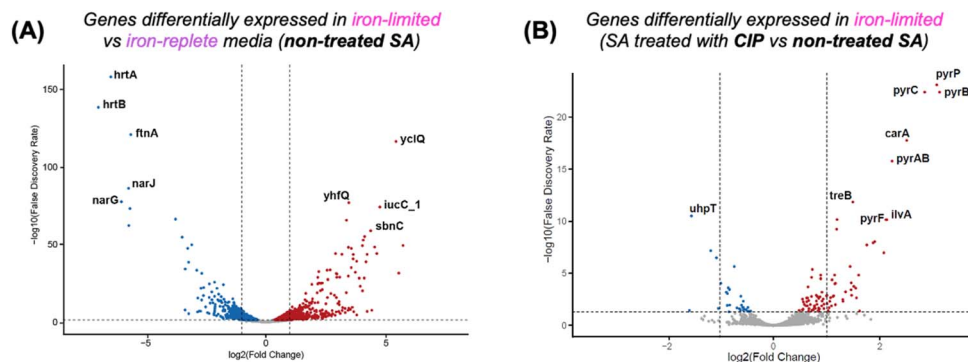 (A)
Genes differentially expressed in iron-limited
vs iron-replete media (non-treated SA)
hrtA
hrtB
ftnA
narJ
narG
yclQ
yhfQ
iucC_1
sbnC
−log10(False Discovery Rate)
150
100
50
0
−5
0
5
log2(Fold Change)
(B)
Genes differentially expressed in iron-limited
(SA treated with CIP vs non-treated SA)
pyrP
pyrC
pyrB
carA
pyrAB
treB
uhpT
pyrF
ilvA
−log10(False Discovery Rate)
20
15
10
5
0
−2
0
2
log2(Fold Change)